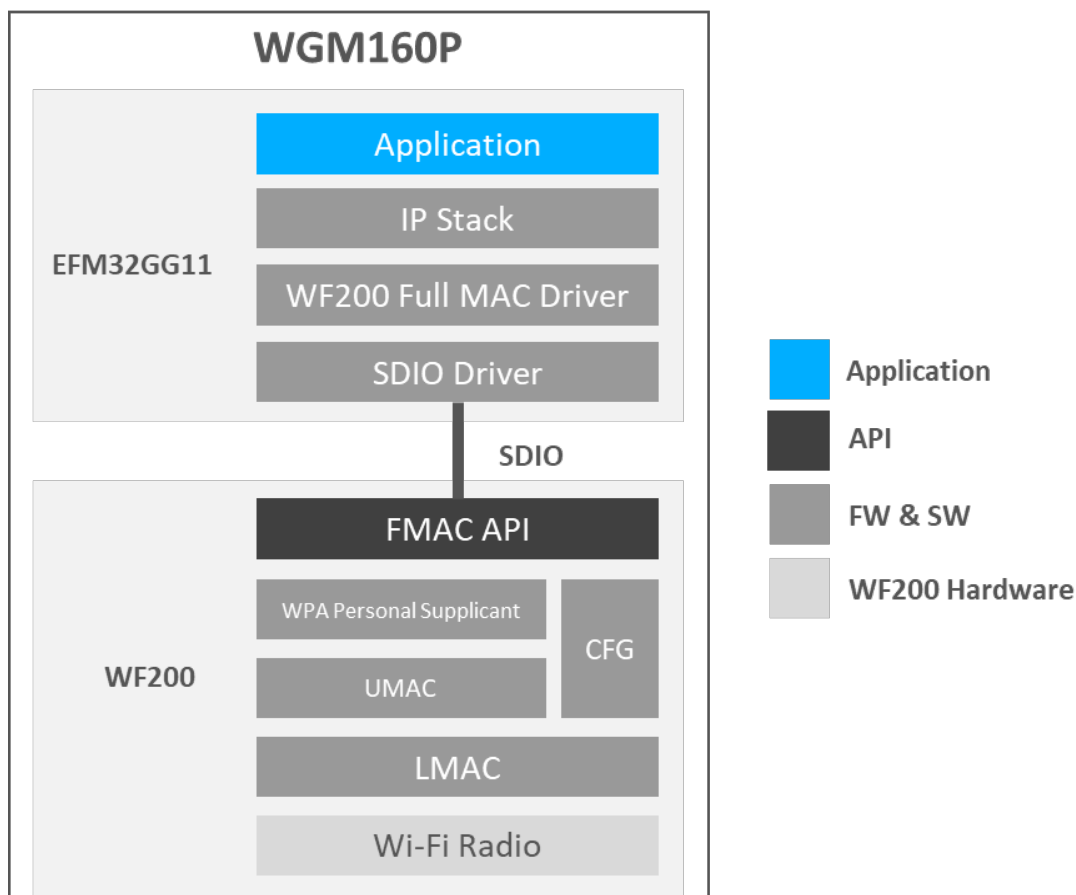 WGM160P
EFM32GG11
Application
IP Stack
WF200 Full MAC Driver
SDIO Driver
SDIO
WF200
FMAC API
WPA Personal Supplicant
CFG
UMAC
LMAC
Wi-Fi Radio
Application
API
FW & SW
WF200 Hardware